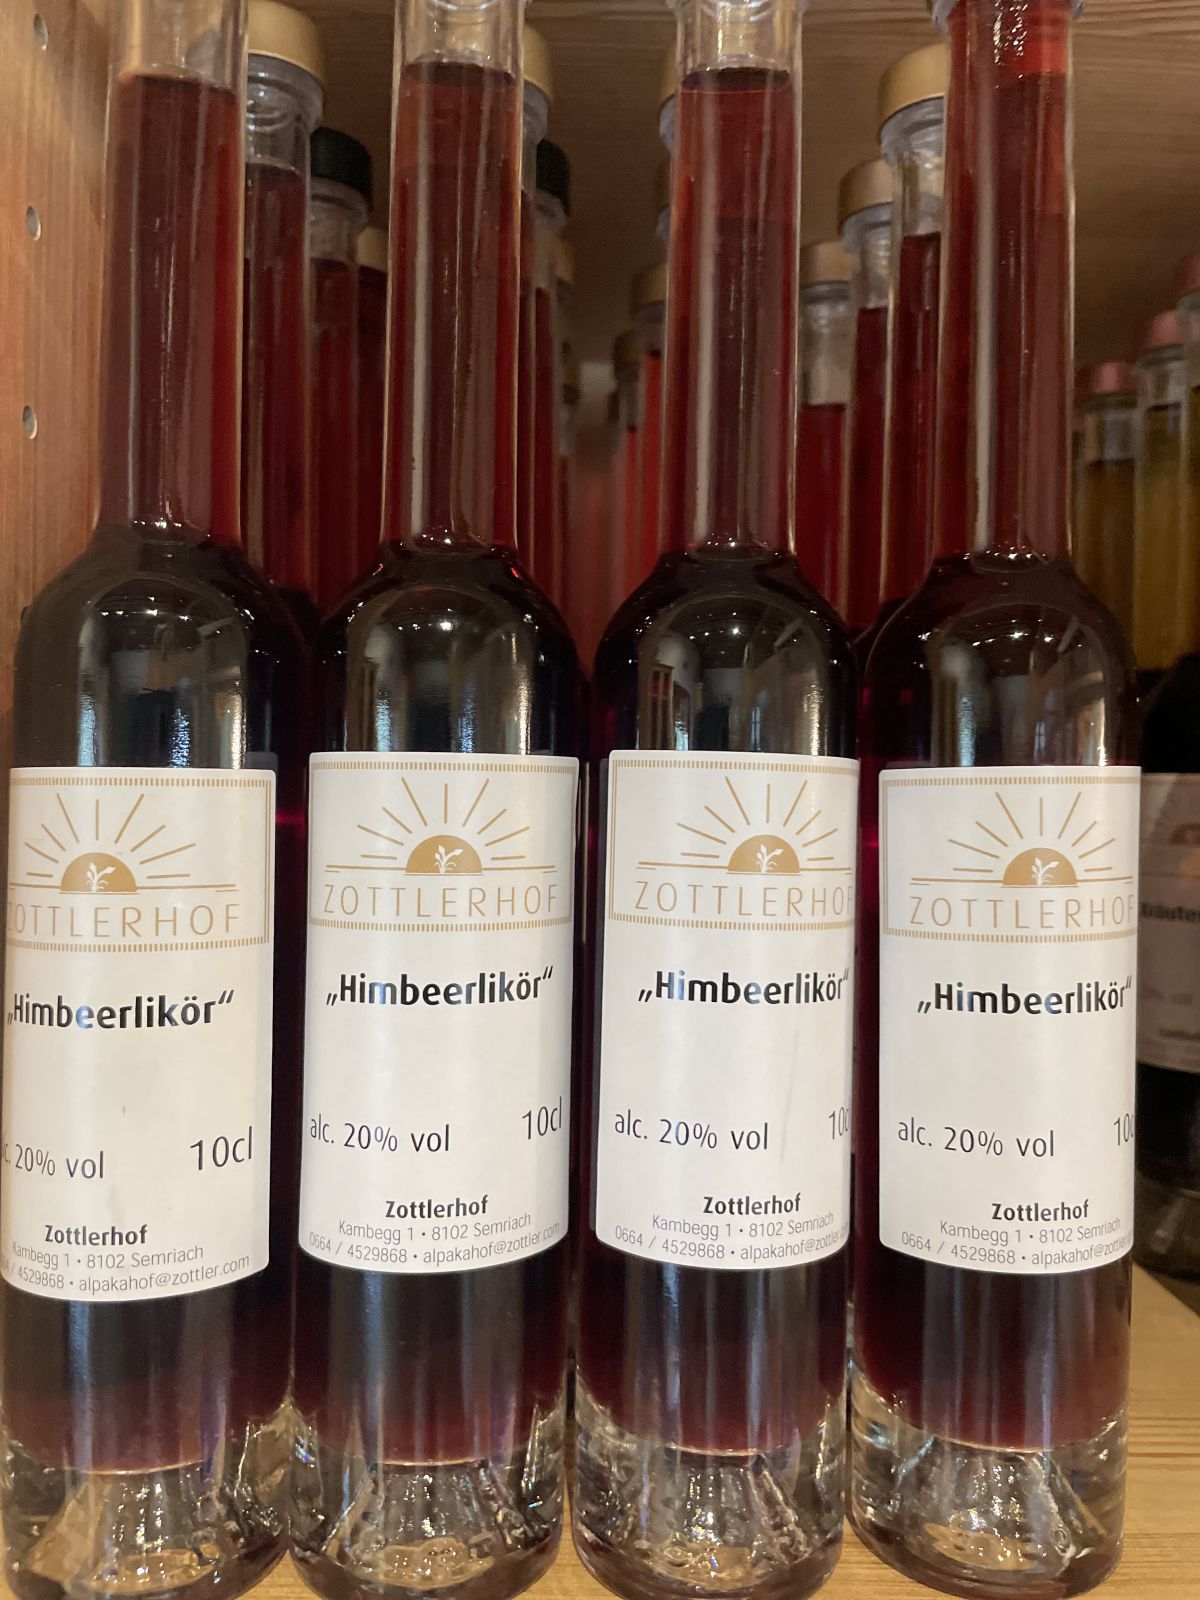 ZOTTLERHOF
„Himbeerlikör“
20% vol 10cl
Zottlerhof
Kambegg 1 • 8102 Semriach
/ 4529868 • alpakahof@zottler.com
ZOTTLERHOF
„Himbeerlikör“
alc. 20% vol 10cl
Zottlerhof
Kambegg 1 • 8102 Semriach
0664 / 4529868 • alpakahof@zottler.com
ZOTTLERHOF
„Himbeerlikör“
alc. 20% vol 10cl
Zottlerhof
Kambegg 1 • 8102 Semriach
0664 / 4529868 • alpakahof@zottler
ZOTTLERHOF
„Himbeerlikör“
alc. 20% vol 10cl
Zottlerhof
Kambegg 1 • 8102 Semriach
0664 / 4529868 • alpakahof@zottler